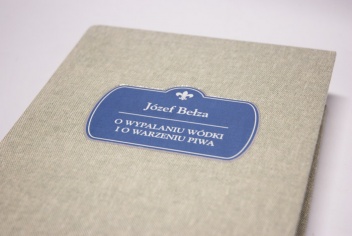 Józef Bełza
O WYPALANIU WÓDKI
I O WARZENIU PIWA